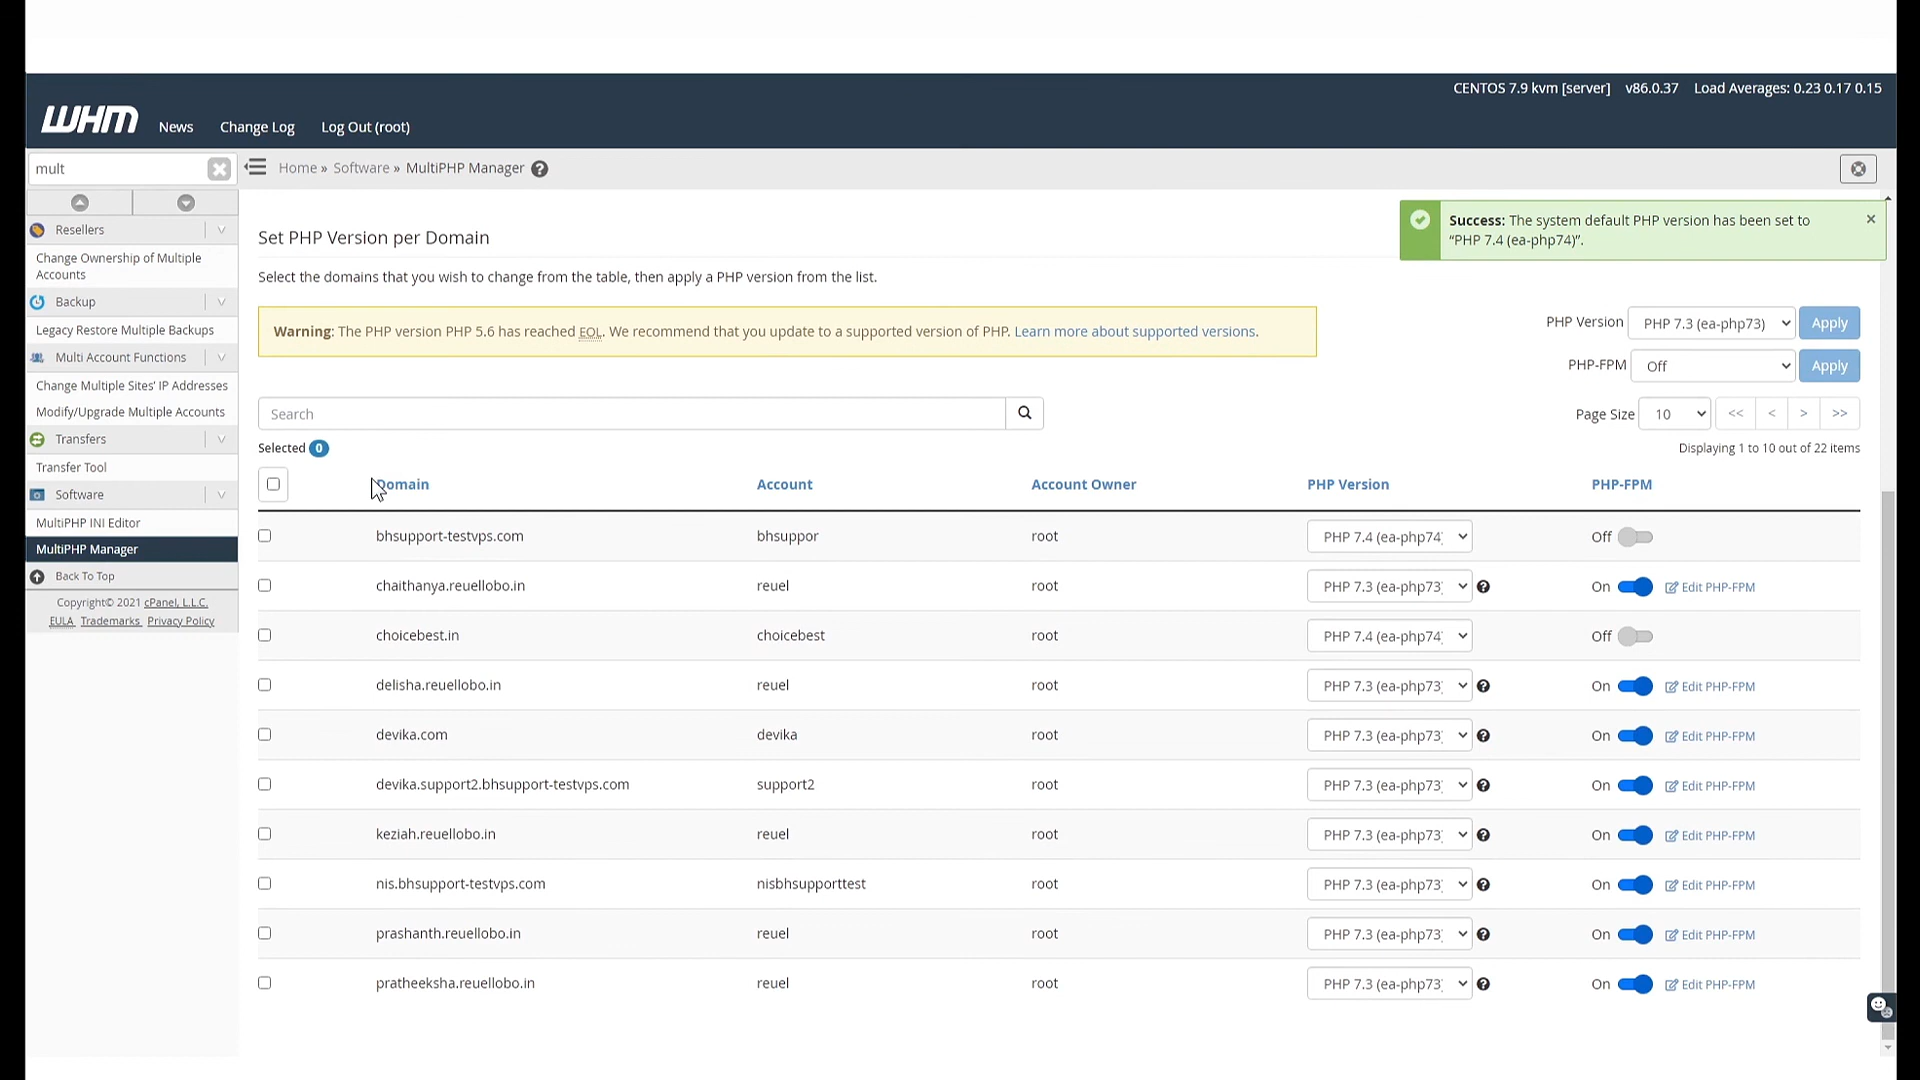 CENTOS 7.9 kvm [server] v86.0.37 Load Averages: 0.23 0.17 0.15
WHM News Change Log Log Out (root)
mult
Home » Software » MultiPHP Manager
Resellers
Change Ownership of Multiple
Accounts
Backup
Legacy Restore Multiple Backups
Multi Account Functions
Change Multiple Sites' IP Addresses
Modify/Upgrade Multiple Accounts
Transfers
Transfer Tool
Software
MultiPHP INI Editor
MultiPHP Manager
Back To Top
Copyright© 2021 cPanel, L.L.C.
EULA Trademarks Privacy Policy
Success: The system default PHP version has been set to
“PHP 7.4 (ea-php74)”.
Set PHP Version per Domain
Select the domains that you wish to change from the table, then apply a PHP version from the list.
Warning: The PHP version PHP 5.6 has reached EOL. We recommend that you update to a supported version of PHP. Learn more about supported versions.
PHP Version PHP 7.3 (ea-php73) Apply
PHP-FPM Off Apply
Search
Page Size 10 << < > >>
Selected 0
Displaying 1 to 10 out of 22 items
Domain Account Account Owner PHP Version PHP-FPM
bhsupport-testvps.com bhsuppor root PHP 7.4 (ea-php74) Off
chaithanya.reuellobo.in reuel root PHP 7.3 (ea-php73) On Edit PHP-FPM
choicebest.in choicebest root PHP 7.4 (ea-php74) Off
delisha.reuellobo.in reuel root PHP 7.3 (ea-php73) On Edit PHP-FPM
devika.com devika root PHP 7.3 (ea-php73) On Edit PHP-FPM
devika.support2.bhsupport-testvps.com support2 root PHP 7.3 (ea-php73) On Edit PHP-FPM
keziah.reuellobo.in reuel root PHP 7.3 (ea-php73) On Edit PHP-FPM
nis.bhsupport-testvps.com nisbhsupporttest root PHP 7.3 (ea-php73) On Edit PHP-FPM
prashanth.reuellobo.in reuel root PHP 7.3 (ea-php73) On Edit PHP-FPM
pratheeksha.reuellobo.in reuel root PHP 7.3 (ea-php73) On Edit PHP-FPM